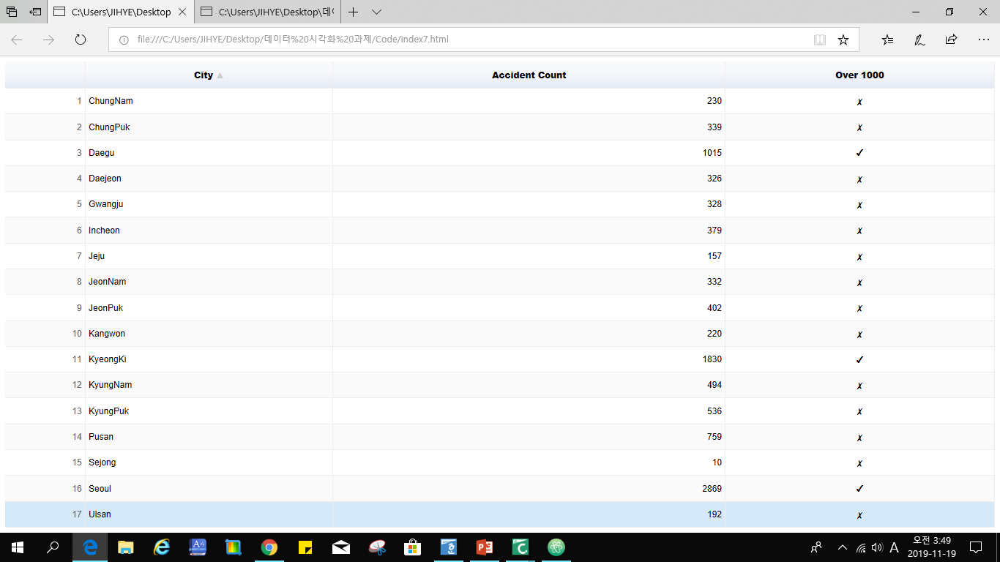 C:\Users\JIHYE\Desktop
C:\Users\JIHYE\Desktop\데이
file:///C:/Users/JIHYE/Desktop/데이터%20시각화%20과제/Code/index7.html
City ▲ Accident Count Over 1000
1 ChungNam 230 ✗
2 ChungPuk 339 ✗
3 Daegu 1015 ✔
4 Daejeon 326 ✗
5 Gwangju 328 ✗
6 Incheon 379 ✗
7 Jeju 157 ✗
8 JeonNam 332 ✗
9 JeonPuk 402 ✗
10 Kangwon 220 ✗
11 KyeongKi 1830 ✔
12 KyungNam 494 ✗
13 KyungPuk 536 ✗
14 Pusan 759 ✗
15 Sejong 10 ✗
16 Seoul 2869 ✔
17 Ulsan 192 ✗
A 오전 3:49
2019-11-19